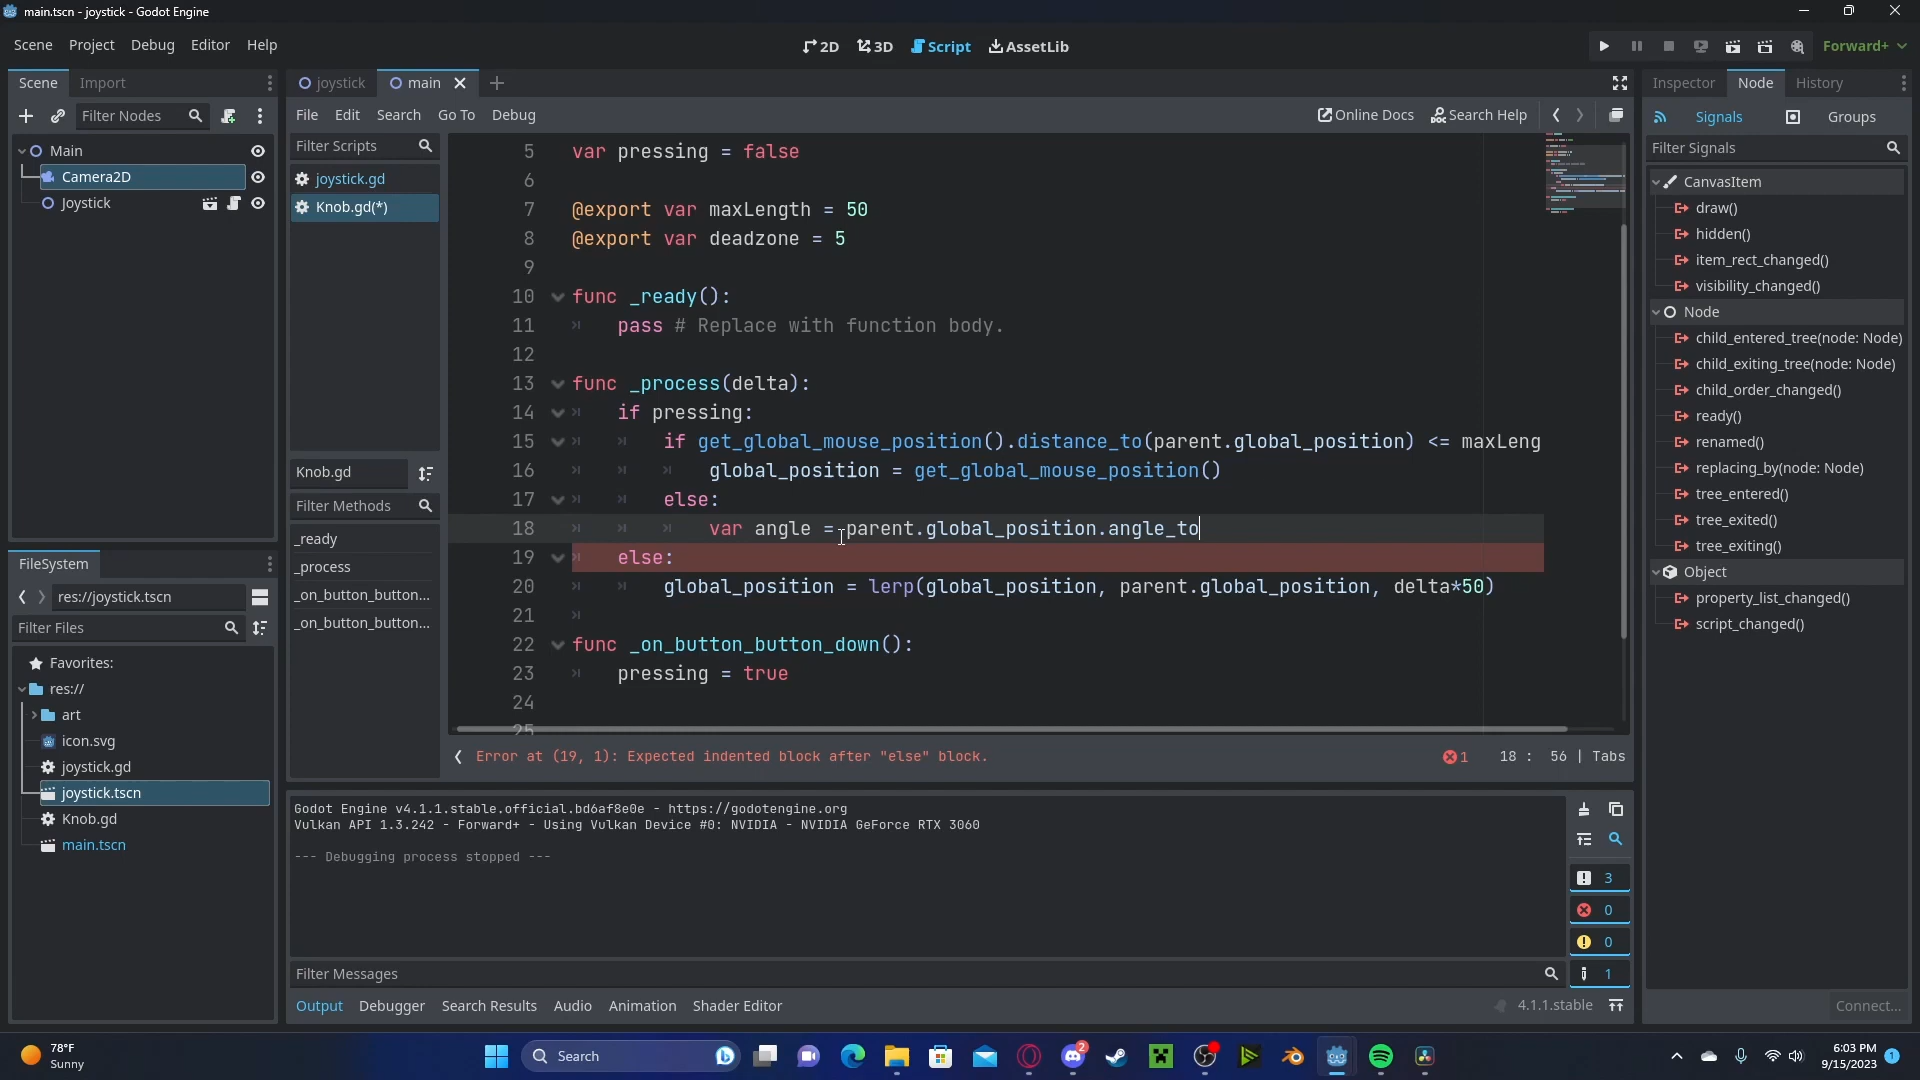 main.tscn - joystick - Godot Engine
Scene Project Debug Editor Help
2D 3D Script AssetLib
Forward+
Scene Import
Filter Nodes
Main
Camera2D
Joystick
FileSystem
res://joystick.tscn
Filter Files
Favorites:
res://
art
icon.svg
joystick.gd
joystick.tscn
Knob.gd
main.tscn
joystick main
File Edit Search Go To Debug
Online Docs Search Help
Filter Scripts
joystick.gd
Knob.gd(*)
Knob.gd
Filter Methods
_ready
_process
_on_button_button...
_on_button_button...
5 var pressing = false
6
7 @export var maxLength = 50
8 @export var deadzone = 5
9
10 func _ready():
11 pass # Replace with function body.
12
13 func _process(delta):
14 if pressing:
15 if get_global_mouse_position().distance_to(parent.global_position) <= maxLeng
16 global_position = get_global_mouse_position()
17 else:
18 var angle = parent.global_position.angle_to
19 else:
20 global_position = lerp(global_position, parent.global_position, delta*50)
21
22 func _on_button_button_down():
23 pressing = true
24
25
Error at (19, 1): Expected indented block after "else" block.
1 18 : 56 | Tabs
Godot Engine v4.1.1.stable.official.bd6af8e0e - https://godotengine.org
Vulkan API 1.3.242 - Forward+ - Using Vulkan Device #0: NVIDIA - NVIDIA GeForce RTX 3060
--- Debugging process stopped ---
3
0
0
1
Filter Messages
Output Debugger Search Results Audio Animation Shader Editor
4.1.1.stable
Inspector Node History
Signals Groups
Filter Signals
CanvasItem
draw()
hidden()
item_rect_changed()
visibility_changed()
Node
child_entered_tree(node: Node)
child_exiting_tree(node: Node)
child_order_changed()
ready()
renamed()
replacing_by(node: Node)
tree_entered()
tree_exited()
tree_exiting()
Object
property_list_changed()
script_changed()
Connect...
78°F
Sunny
Search
2
6:03 PM
9/15/2023
1